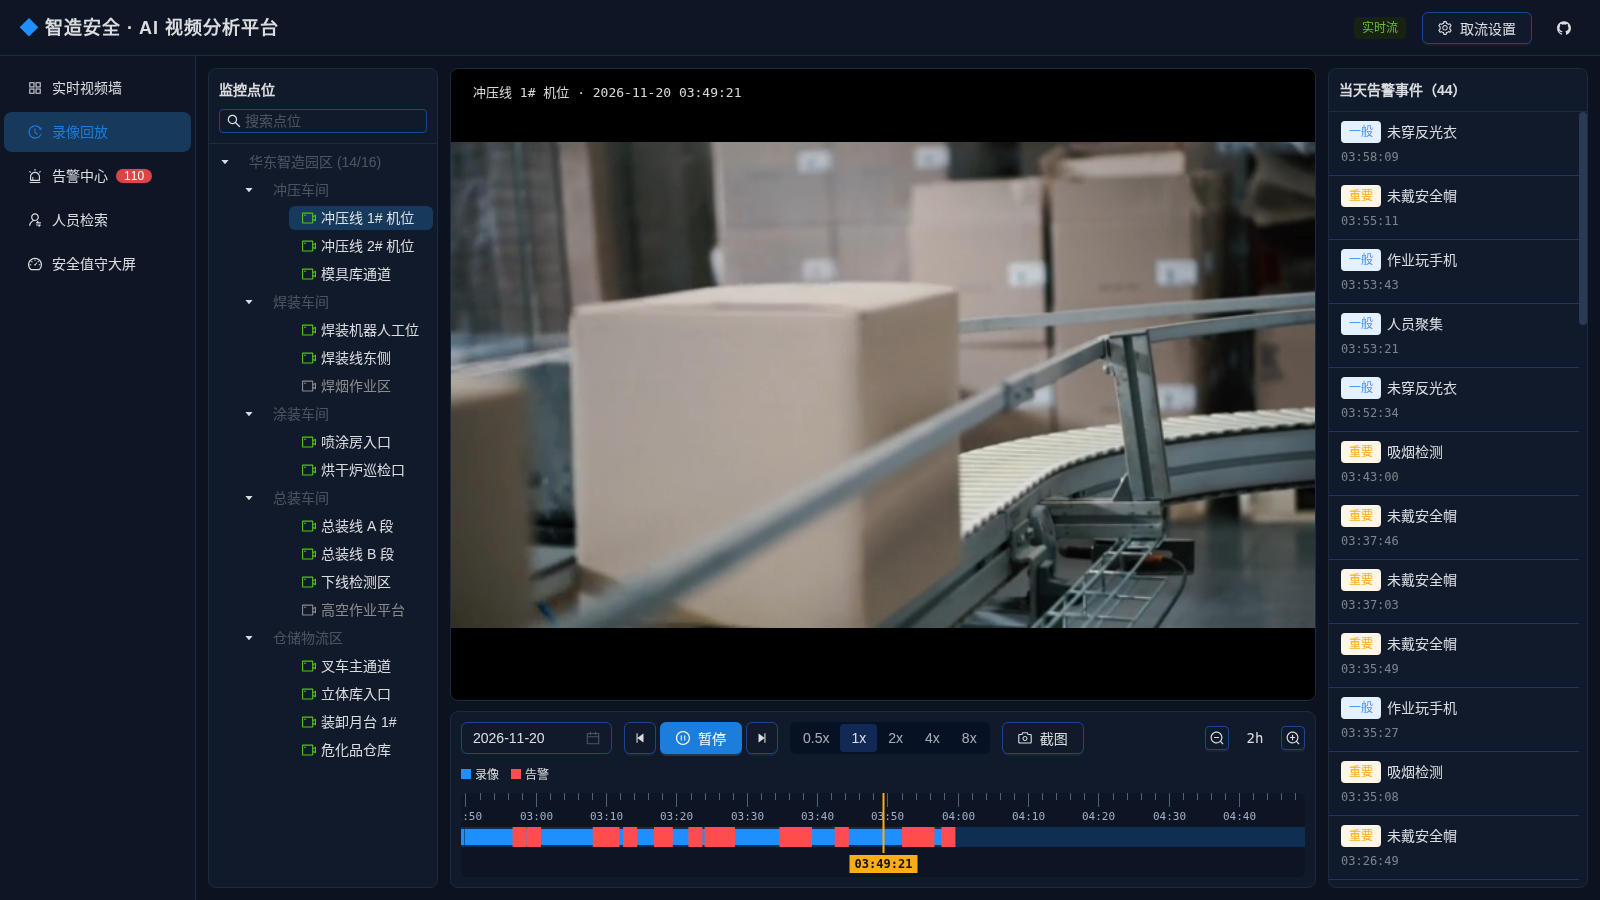 智造安全 · AI 视频分析平台
实时流
取流设置
实时视频墙
录像回放
告警中心 110
人员检索
安全值守大屏
监控点位
搜索点位
华东智造园区 (14/16)
冲压车间
冲压线 1# 机位
冲压线 2# 机位
模具库通道
焊装车间
焊装机器人工位
焊装线东侧
焊烟作业区
涂装车间
喷涂房入口
烘干炉巡检口
总装车间
总装线 A 段
总装线 B 段
下线检测区
高空作业平台
仓储物流区
叉车主通道
立体库入口
装卸月台 1#
危化品仓库
冲压线 1# 机位 · 2026-11-20 03:49:21
2026-11-20
暂停
0.5x 1x 2x 4x 8x
截图
2h
录像 告警
:50 03:00 03:10 03:20 03:30 03:40 03:50 04:00 04:10 04:20 04:30 04:40
03:49:21
当天告警事件（44）
一般 未穿反光衣
03:58:09
重要 未戴安全帽
03:55:11
一般 作业玩手机
03:53:43
一般 人员聚集
03:53:21
一般 未穿反光衣
03:52:34
重要 吸烟检测
03:43:00
重要 未戴安全帽
03:37:46
重要 未戴安全帽
03:37:03
重要 未戴安全帽
03:35:49
一般 作业玩手机
03:35:27
重要 吸烟检测
03:35:08
重要 未戴安全帽
03:26:49